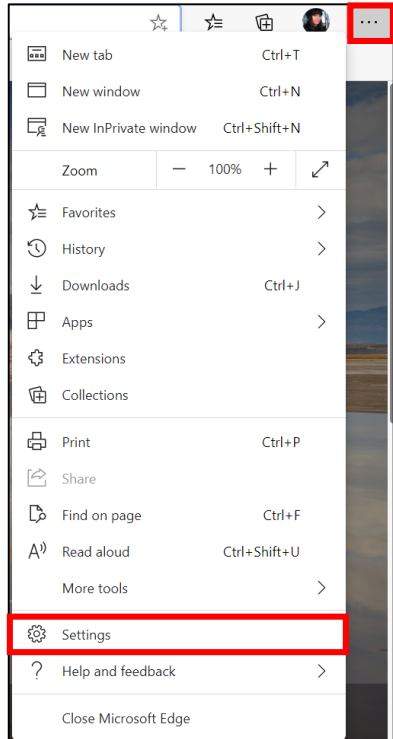 New tab Ctrl+T
New window Ctrl+N
New InPrivate window Ctrl+Shift+N
Zoom 100%
Favorites
History
Downloads Ctrl+J
Apps
Extensions
Collections
Print Ctrl+P
Share
Find on page Ctrl+F
Read aloud Ctrl+Shift+U
More tools
Settings
Help and feedback
Close Microsoft Edge